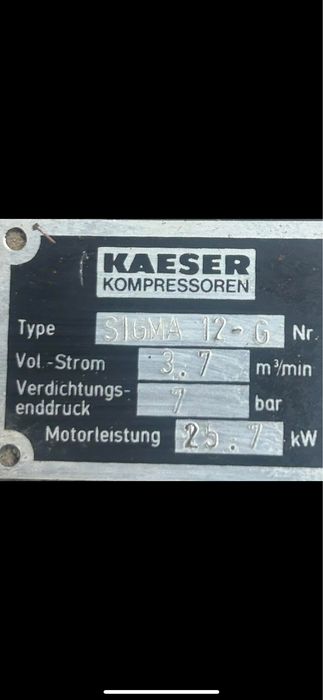 KAESER
KOMPRESSOREN
Type SIGMA 12-G Nr.
Vol.-Strom 3.7 m³/min
Verdichtungs-
enddruck 7 bar
Motorleistung 25.7 kW